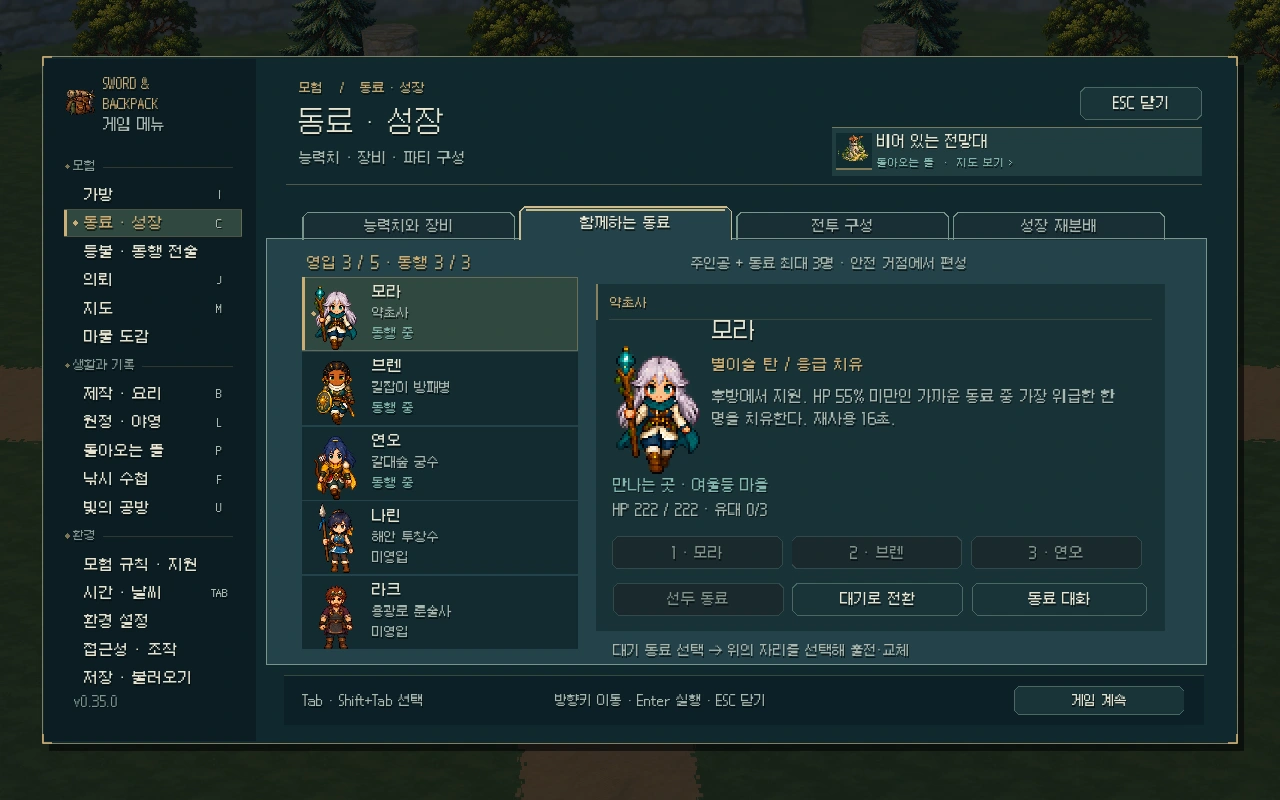 SWORD &
BACKPACK
게임 메뉴
모험
가방 I
동료 · 성장 C
등불 · 동행 전술
의뢰 J
지도 M
마물 도감
생활과 기록
제작 · 요리 B
원정 · 야영 L
돌아오는 뜰 P
낚시 수첩 F
빛의 공방 U
환경
모험 규칙 · 지원
시간 · 날씨 TAB
환경 설정
접근성 · 조작
저장 · 불러오기
v0.35.0
모험 / 동료 · 성장
동료 · 성장
능력치 · 장비 · 파티 구성
ESC 닫기
비어 있는 전망대
돌아오는 뜰 · 지도 보기 >
능력치와 장비
함께하는 동료
전투 구성
성장 재분배
영입 3 / 5 · 동행 3 / 3
주인공 + 동료 최대 3명 · 안전 거점에서 편성
모라
약초사
동행 중
브렌
길잡이 방패병
동행 중
연오
갈대숲 궁수
동행 중
나린
해안 투창수
미영입
라크
용광로 룬술사
미영입
약초사
모라
별이슬 탄 / 응급 치유
후방에서 지원. HP 55% 미만인 가까운 동료 중 가장 위급한 한
명을 치유한다. 재사용 16초.
만나는 곳 · 여울등 마을
HP 222 / 222 · 유대 0/3
1 · 모라
2 · 브렌
3 · 연오
선두 동료
대기로 전환
동료 대화
대기 동료 선택 → 위의 자리를 선택해 출전·교체
Tab · Shift+Tab 선택
방향키 이동 · Enter 실행 · ESC 닫기
게임 계속